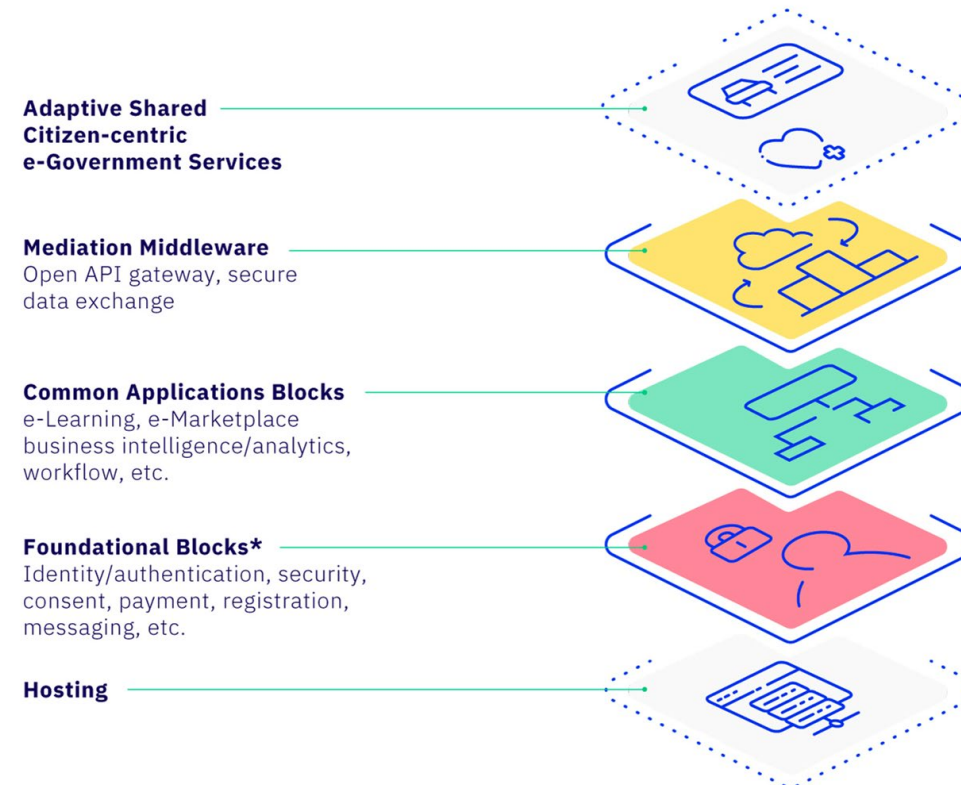 Adaptive Shared
Citizen-centric
e-Government Services
Mediation Middleware
Open API gateway, secure
data exchange
Common Applications Blocks
e-Learning, e-Marketplace
business intelligence/analytics,
workflow, etc.
Foundational Blocks*
Identity/authentication, security,
consent, payment, registration,
messaging, etc.
Hosting